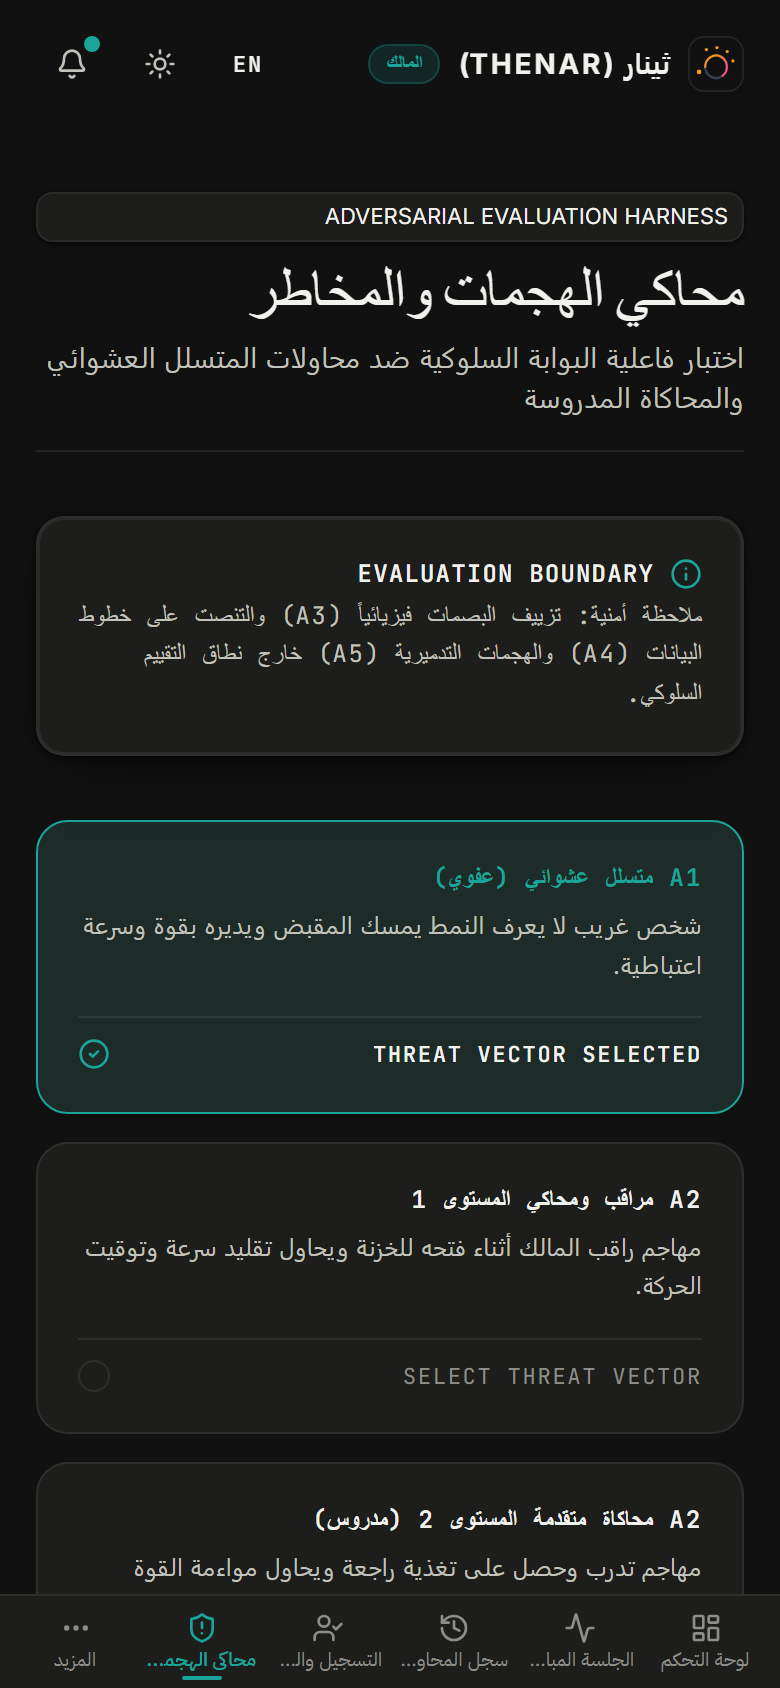 ثينار (THENAR)
المالك
EN
ADVERSARIAL EVALUATION HARNESS
محاكي الهجمات والمخاطر
اختبار فاعلية البوابة السلوكية ضد محاولات المتسلل العشوائي
والمحاكاة المدروسة
EVALUATION BOUNDARY
ملاحظة أمنية: تزييف البصمات فيزيائياً (A3) والتنصت على خطوط
البيانات (A4) والهجمات التدميرية (A5) خارج نطاق التقييم
السلوكي.
A1 متسلل عشوائي (عفوي)
شخص غريب لا يعرف النمط يمسك المقبض ويديره بقوة وسرعة
اعتباطية.
THREAT VECTOR SELECTED
A2 مراقب ومحاكي المستوى 1
مهاجم راقب المالك أثناء فتحه للخزنة ويحاول تقليد سرعة وتوقيت
الحركة.
SELECT THREAT VECTOR
A2 محاكاة متقدمة المستوى 2 (مدروس)
مهاجم تدرب وحصل على تغذية راجعة ويحاول مواءمة القوة
لوحة التحكم
الجلسة المبا...
سجل المحاو...
التسجيل وال...
محاكي الهجمـ...
المزيد